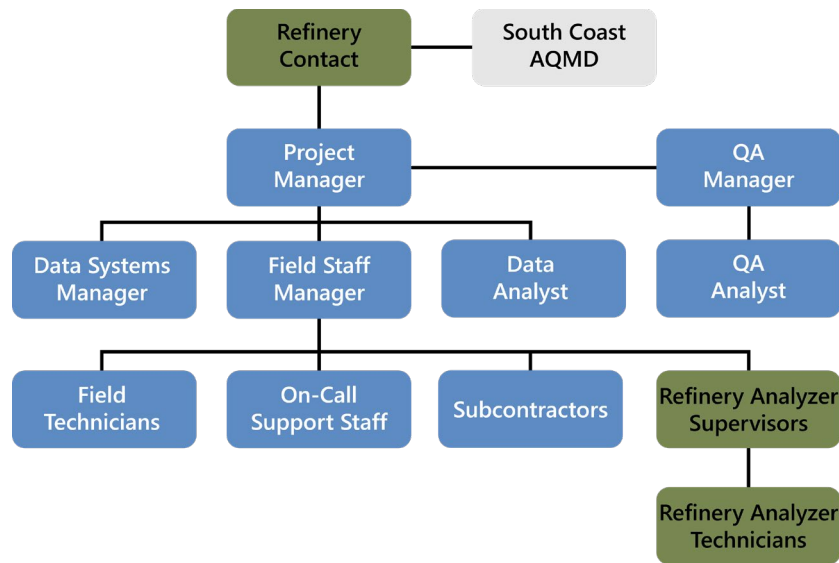 Refinery
Contact
South Coast
AQMD
Project
Manager
QA
Manager
Data Systems
Manager
Field Staff
Manager
Data
Analyst
QA
Analyst
Field
Technicians
On-Call
Support Staff
Subcontractors
Refinery Analyzer
Supervisors
Refinery Analyzer
Technicians